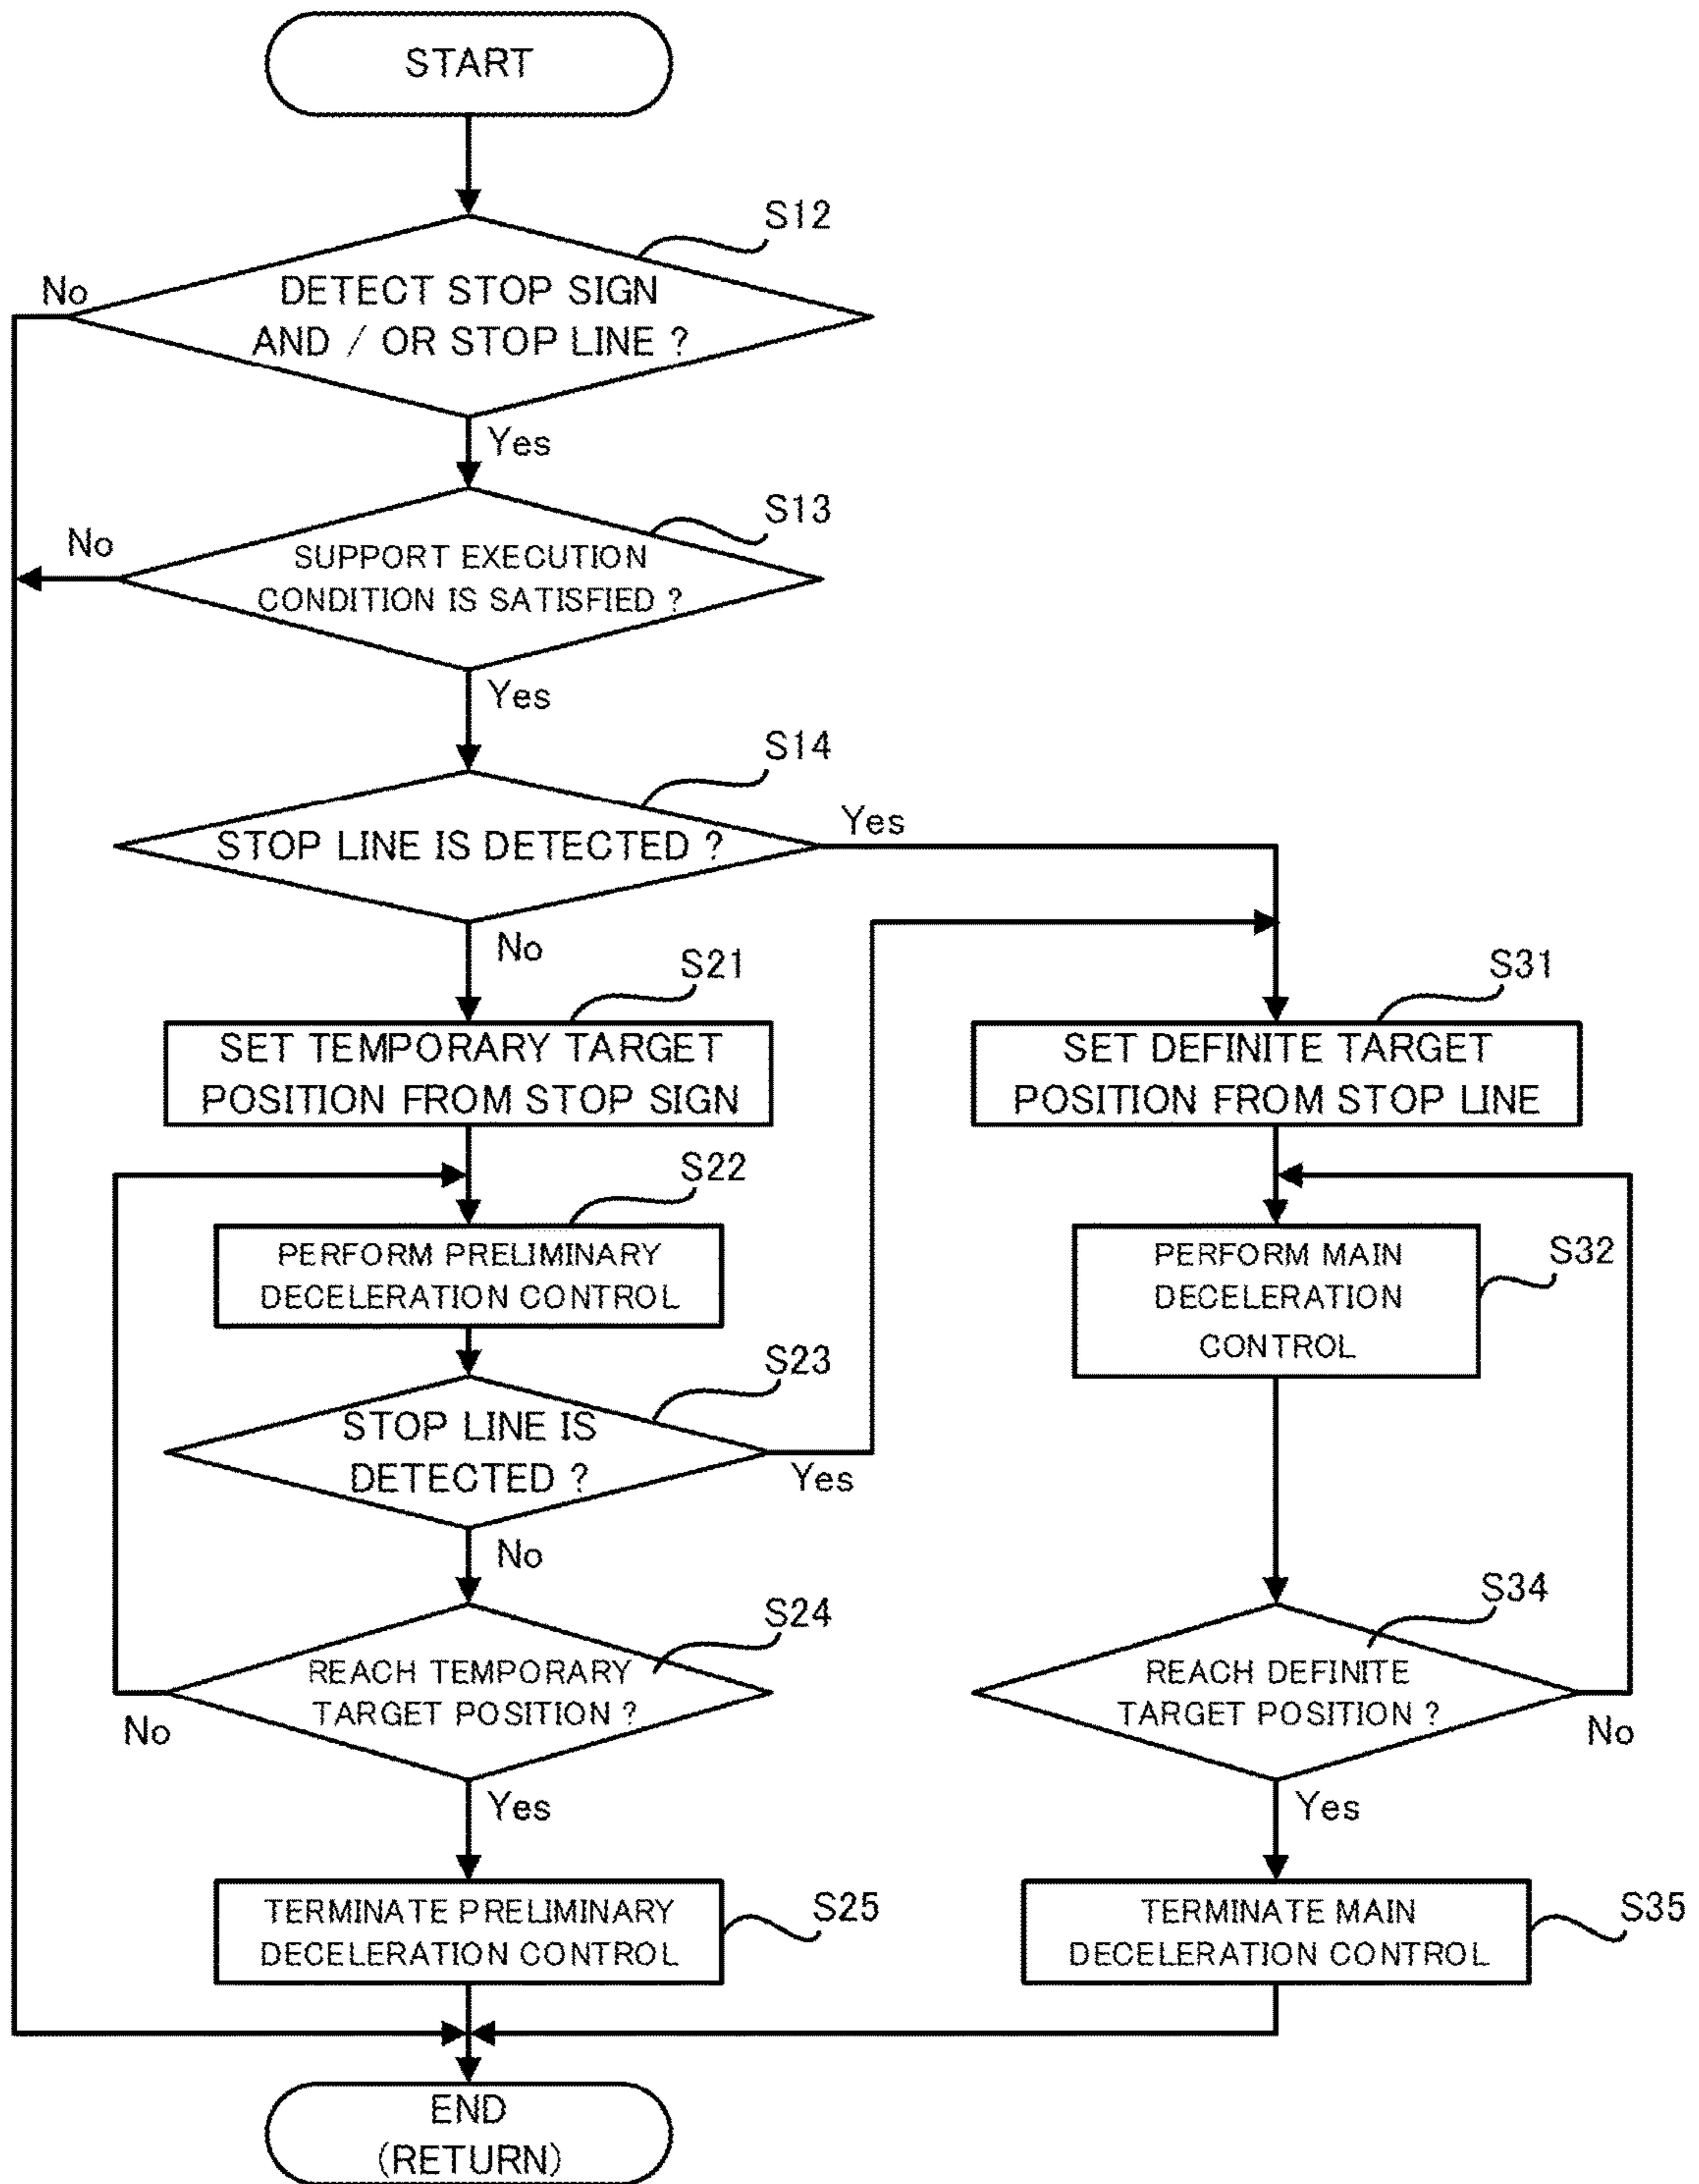 START
S12
No
DETECT STOP SIGN
AND / OR STOP LINE ?
Yes
S13
No
SUPPORT EXECUTION
CONDITION IS SATISFIED ?
Yes
S14
STOP LINE IS DETECTED ?
Yes
No
S21
SET TEMPORARY TARGET
POSITION FROM STOP SIGN
S31
SET DEFINITE TARGET
POSITION FROM STOP LINE
S22
PERFORM PRELIMINARY
DECELERATION CONTROL
PERFORM MAIN
DECELERATION
CONTROL
S32
S23
STOP LINE IS
DETECTED ?
Yes
No
S24
REACH TEMPORARY
TARGET POSITION ?
No
Yes
S34
REACH DEFINITE
TARGET POSITION ?
No
Yes
TERMINATE PRELIMINARY
DECELERATION CONTROL
S25
TERMINATE MAIN
DECELERATION CONTROL
S35
END
(RETURN)